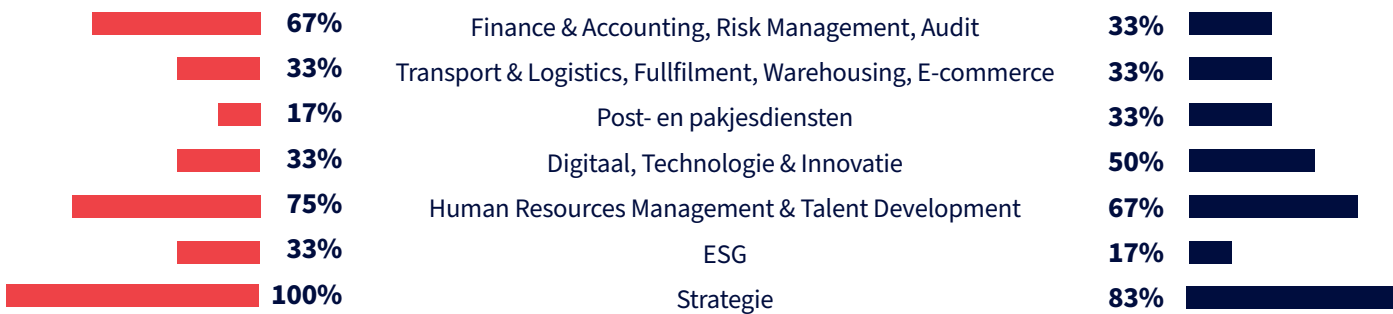 67% Finance & Accounting, Risk Management, Audit 33%
33% Transport & Logistics, Fullfilment, Warehousing, E-commerce 33%
17% Post- en pakjesdiensten 33%
33% Digitaal, Technologie & Innovatie 50%
75% Human Resources Management & Talent Development 67%
33% ESG 17%
100% Strategie 83%